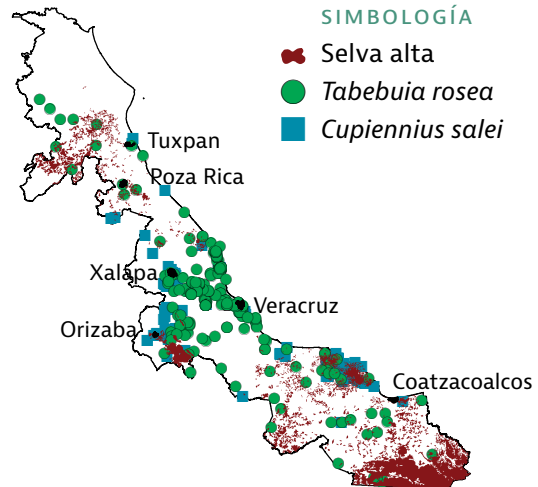 SIMBOLOGÍA
Selva alta
Tabebuia rosea
Cupiennius salei
Tuxpan
Poza Rica
Xalapa
Veracruz
Orizaba
Coatzacoalcos